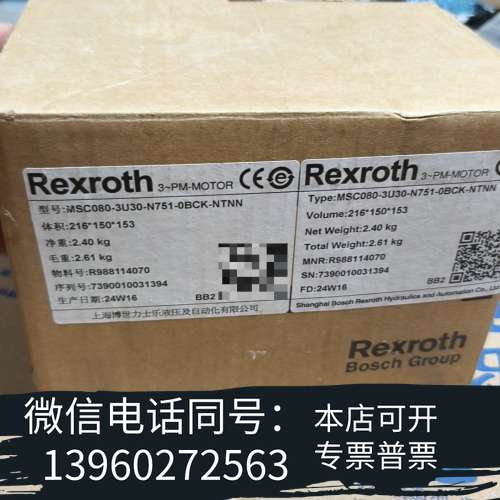 Rexroth 3~PM-MOTOR CE
型号:MSC080-3U30-N751-0BCK-NTNN
体积:216*150*153
净重:2.40 kg
毛重:2.61 kg
物料号:R988114070
序列号:7390010031394
生产日期:24W16
BB2
上海博世力士乐液压及自动化有限公司
Rexroth 3~PM-MOTOR CE
Type:MSC080-3U30-N751-0BCK-NTNN
Volume:216*150*153
Net Weight:2.40 kg
Total Weight:2.61 kg
MNR:R988114070
SN:7390010031394
FD:24W16
BB2
Shanghai Bosch Rexroth Hydraulics and Automation Co., Ltd
Rexroth
Bosch Group
微信电话同号：
13960272563
本店可开
专票普票